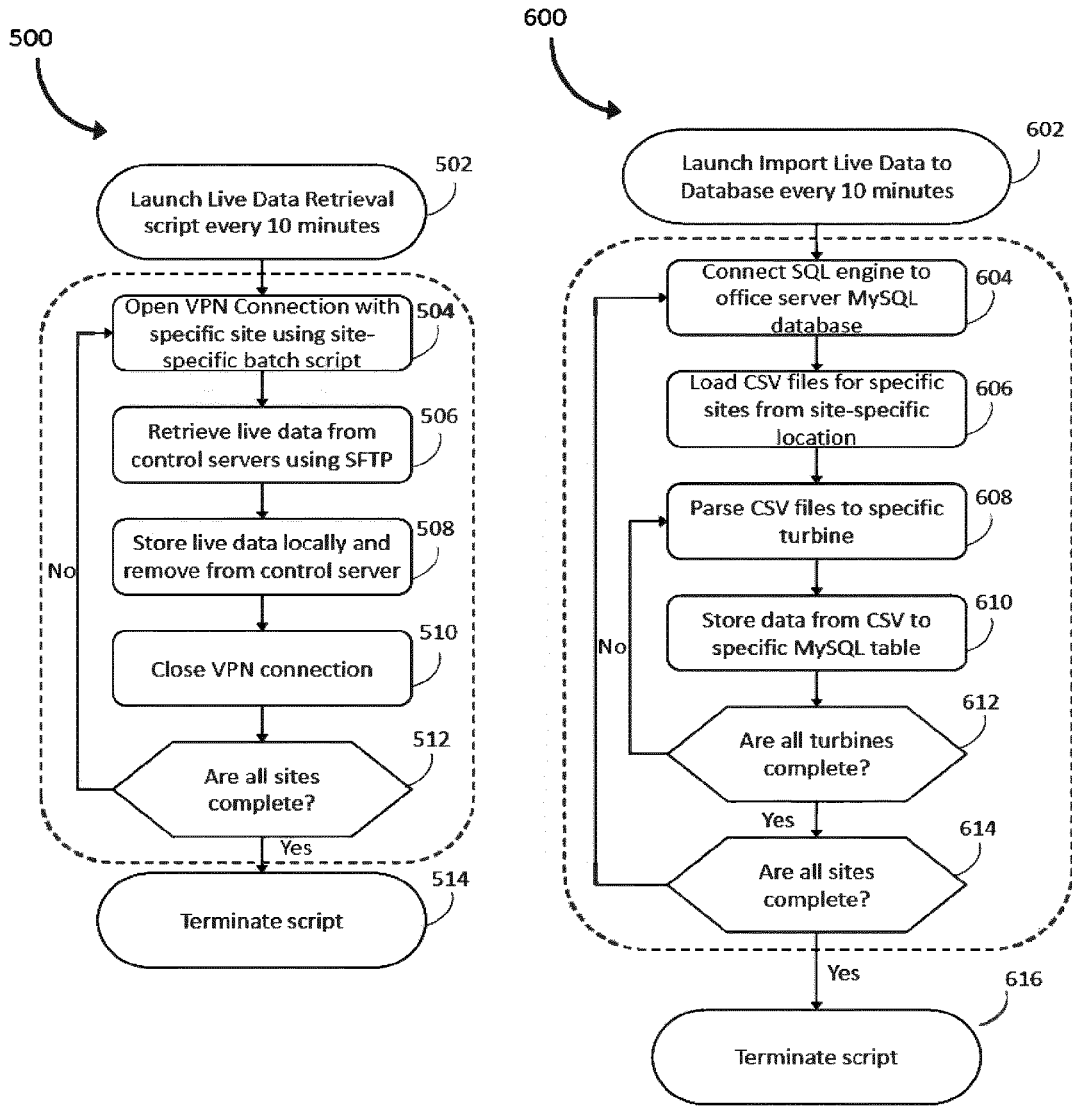 500
502
Launch Live Data Retrieval
script every 10 minutes
Open VPN Connection with
specific site using site-
specific batch script
504
506
Retrieve live data from
control servers using SFTP
508
Store live data locally and
remove from control server
No
510
Close VPN connection
512
Are all sites
complete?
Yes
514
Terminate script
600
602
Launch Import Live Data to
Database every 10 minutes
Connect SQL engine to
office server MySQL
database
604
Load CSV files for specific
sites from site-specific
location
606
Parse CSV files to specific
turbine
608
Store data from CSV to
specific MySQL table
610
No
612
Are all turbines
complete?
Yes
614
Are all sites
complete?
Yes
616
Terminate script